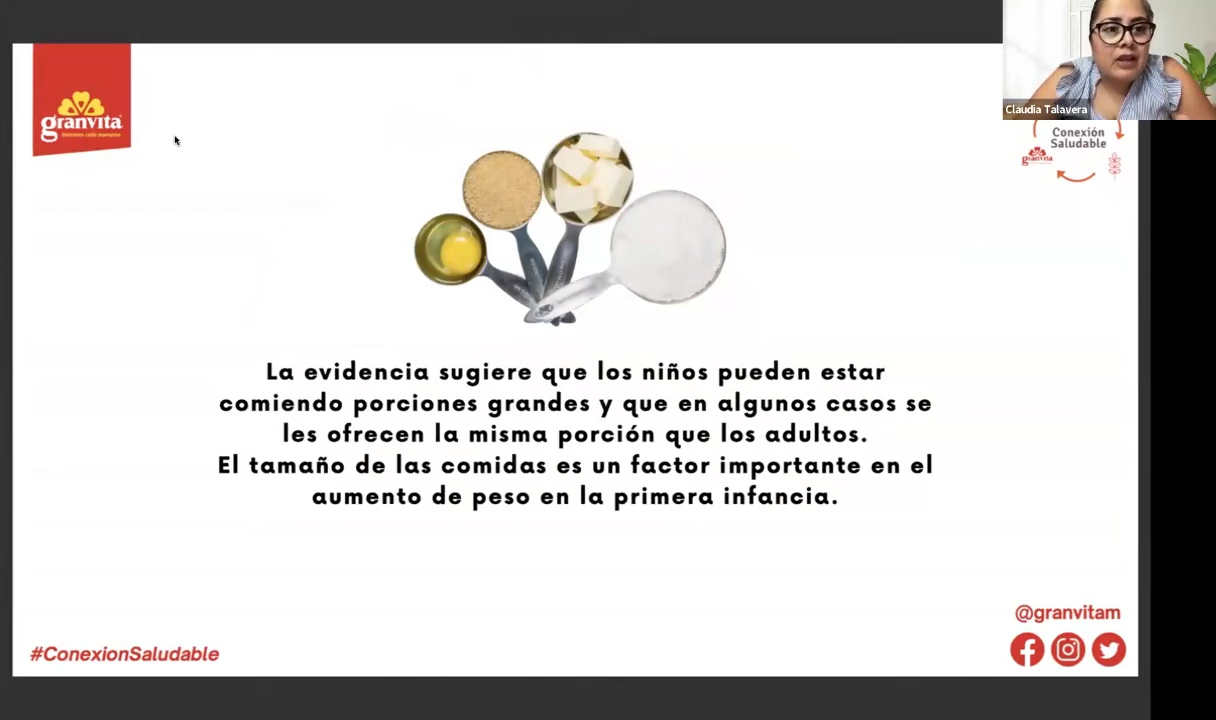 granvita
Claudia Talavera
Conexión
Saludable
granvita
La evidencia sugiere que los niños pueden estar
comiendo porciones grandes y que en algunos casos se
les ofrecen la misma porción que los adultos.
El tamaño de las comidas es un factor importante en el
aumento de peso en la primera infancia.
@granvitam
#ConexionSaludable